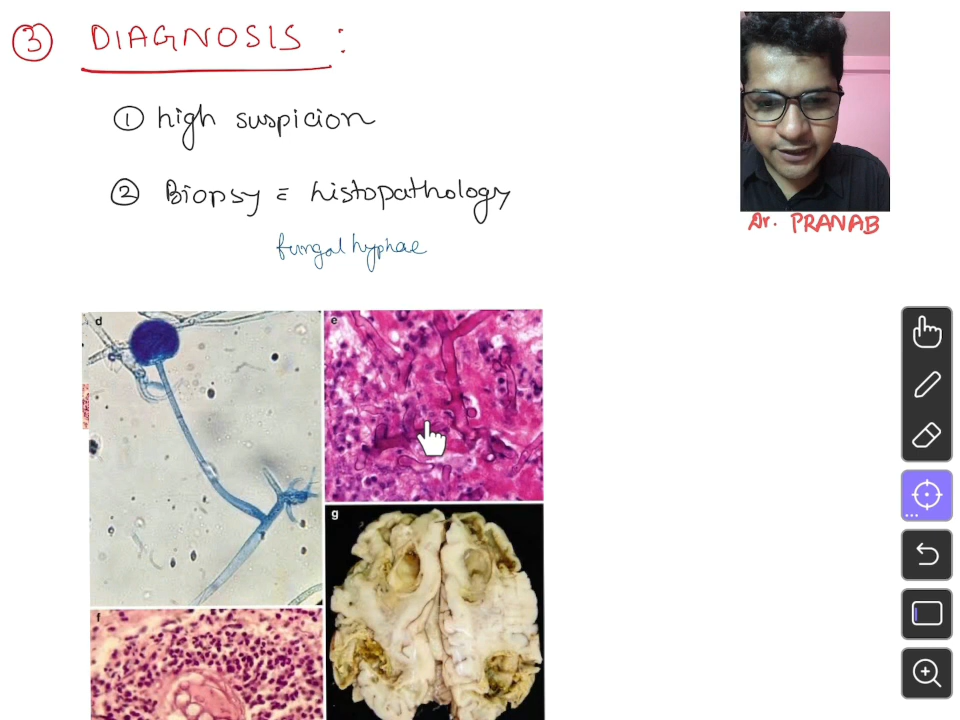 ③ DIAGNOSIS :
① high suspicion
② Biopsy = histopathology
fungal hyphae
Dr. PRANAB
d
e
f
g